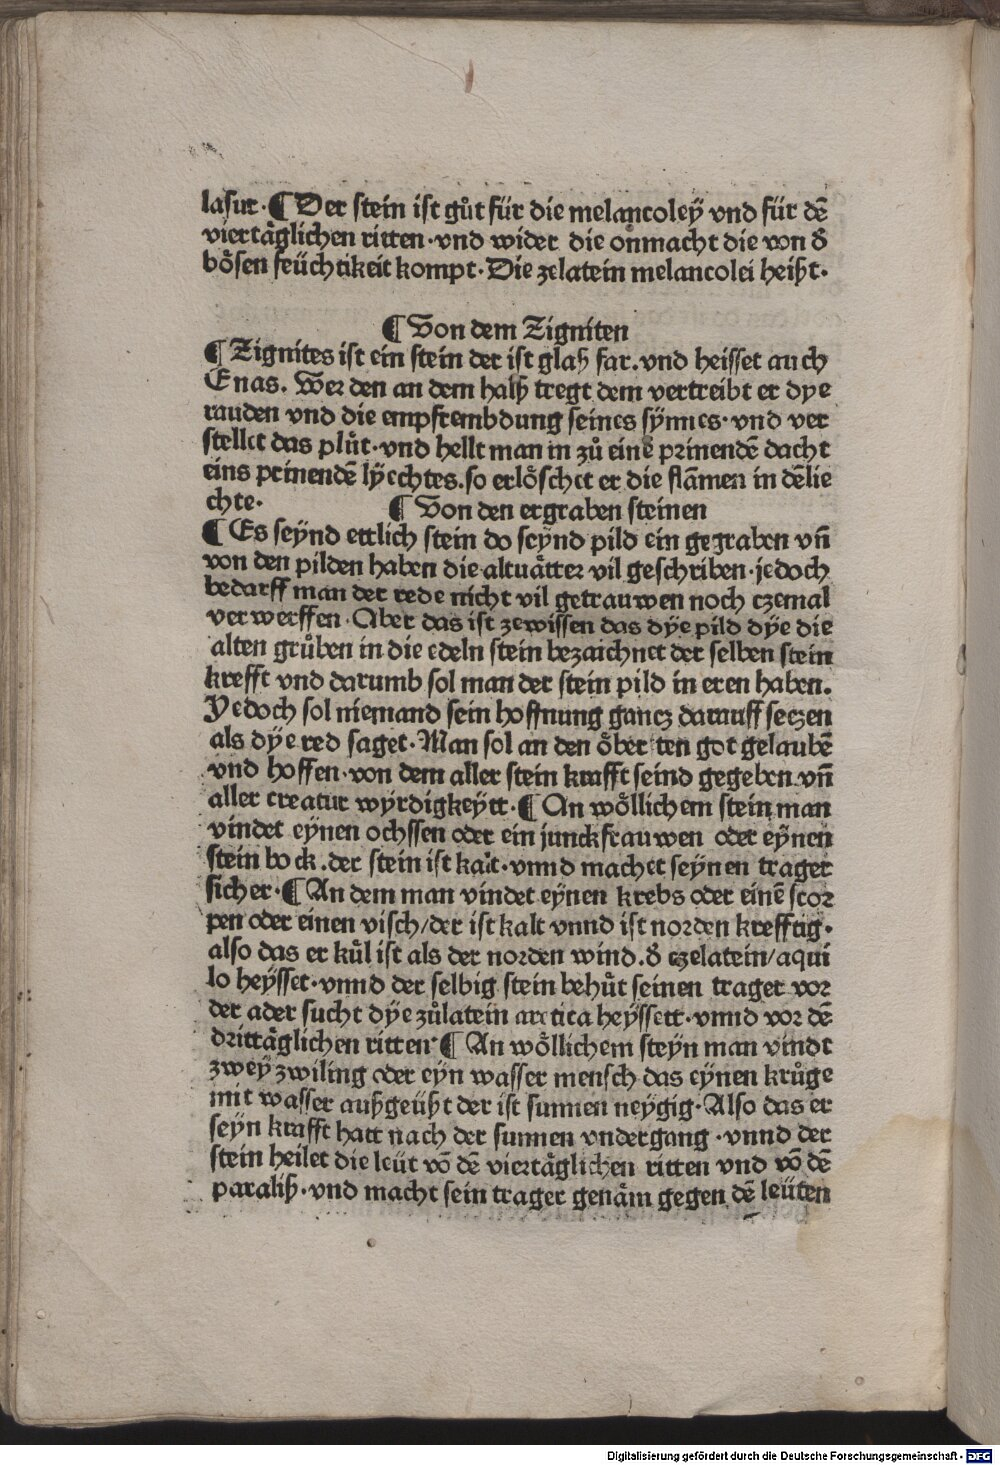 lasur. ¶ Der stein ist gůt für die melancoleÿ vnd für dē
viertäglichen ritten. vnd wider die onmacht die von ð
bösen feüchtikeit kompt. Die zelatein melancolei heißt.
¶ Von dem Zigniten
¶ Zignites ist ein stein der ist glaß far. vnd heisset auch
Enas. Wer den an dem halß tregt dem vertreibt er dye
rauden vnd die empfrembdung seines sÿnnes. vnd ver
stellet das plůt. vnd hellt man in zů einē prinendē dacht
eins prinendē lÿechtes. so erlöschet er die flāmen in dē lie
chte.
¶ Von den ergraben steinen
¶ Es seÿnd ettlich stein do seÿnd pild ein gegraben vñ
von den pilden haben die altuätter vil geschriben. jedoch
bedarff man der rede nicht vil getrauwen noch czemal
verwerffen. Aber das ist zewissen das dÿe pild dÿe die
alten grůben in die edeln stein bezaichnet der selben stein
krefft vnd darumb sol man der stein pild in eren haben.
Yedoch sol niemand sein hoffnung gancz darauff seczen
als dÿe red saget. Man sol an den öbersten got gelaubē
vnd hoffen. von dem aller stein krafft seind gegeben vñ
aller creatur wÿrdigkeÿtt. ¶ An wöllichem stein man
vindet eÿnen ochssen oder ein junckfrauwen oder eÿnen
stein bock. der stein ist kalt. vnnd machet seÿnen trager
sicher. ¶ An dem man vindet eÿnen krebs oder einē scor
pen oder einen visch/der ist kalt vnnd ist norden krefftig.
also das er kůl ist als der norden wind. ð czelatein/aqui
lo heÿsset. vnnd der selbig stein behůt seinen trager vor
der ader sucht dÿe zůlatein arctica heÿssett. vnnd vor dē
drittäglichen ritten ¶ An wöllichem steÿn man vindt
zweÿ zwiling oder eÿn wasser mensch das eÿnen krůge
mit wasser außgeüßt der ist sunnen neÿgig. Also das er
seÿn krafft hatt nach der sunnen vndergang. vnnd der
stein heilet die leüt vō dē viertäglichen ritten vnd vō dē
paraliß. vnd macht sein trager genäm gegen dē leüten
Digitalisierung gefördert durch die Deutsche Forschungsgemeinschaft - DFG